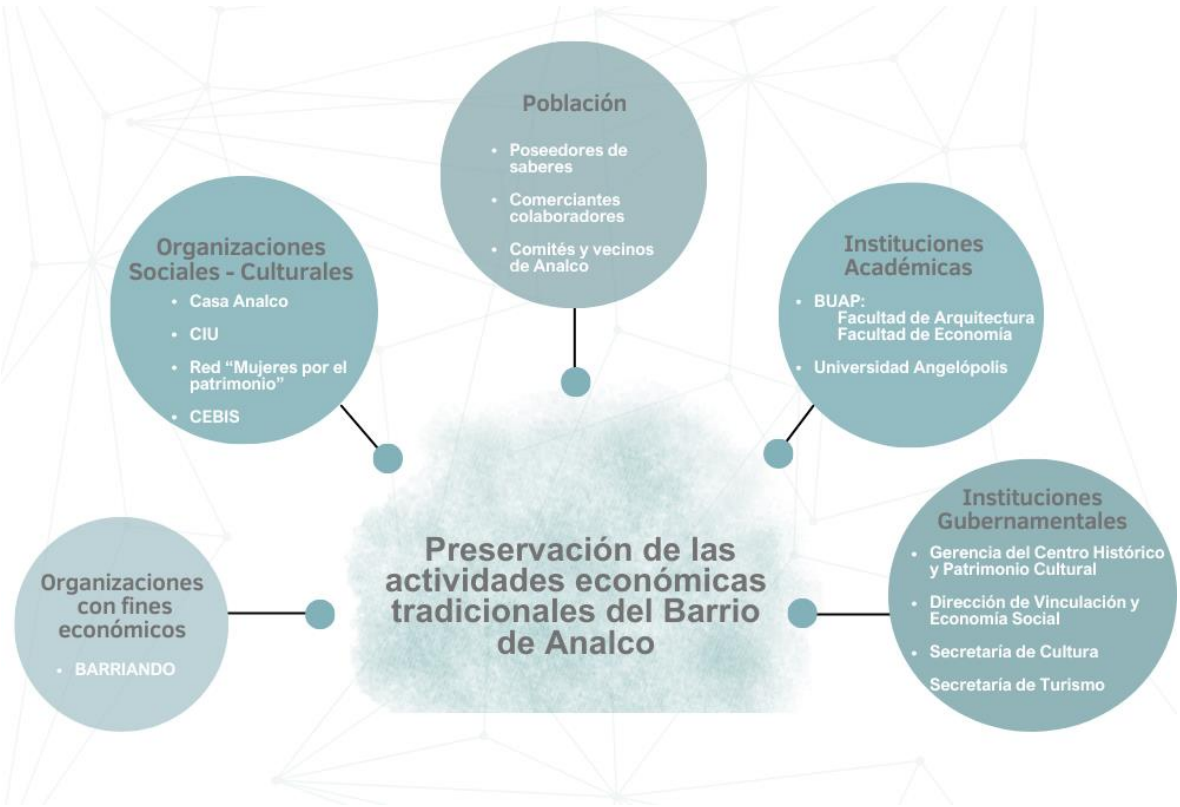 Población
• Poseedores de
saberes
• Comerciantes
colaboradores
• Comités y vecinos
de Analco
Organizaciones
Sociales - Culturales
• Casa Analco
• CIU
• Red “Mujeres por el
patrimonio”
• CEBIS
Instituciones
Académicas
• BUAP:
Facultad de Arquitectura
Facultad de Economía
• Universidad Angelópolis
Organizaciones
con fines
económicos
• BARRIANDO
Preservación de las
actividades económicas
tradicionales del Barrio
de Analco
Instituciones
Gubernamentales
• Gerencia del Centro Histórico
y Patrimonio Cultural
• Dirección de Vinculación y
Economía Social
• Secretaría de Cultura
Secretaría de Turismo